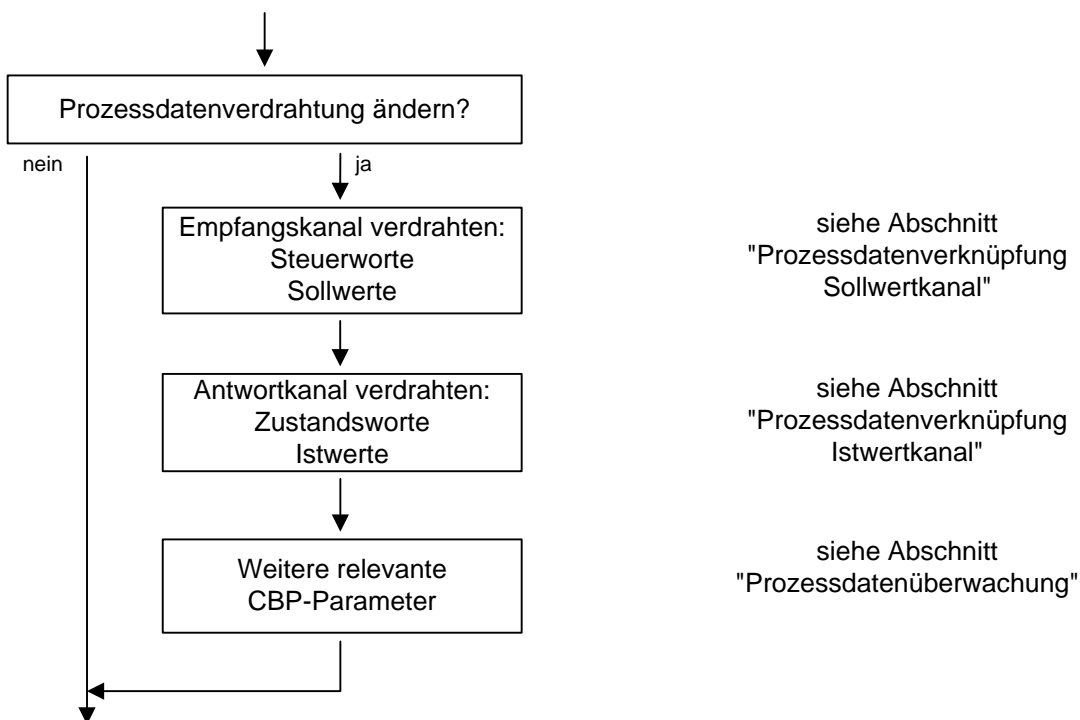 Prozessdatenverdrahtung ändern?
nein
ja
Empfangskanal verdrahten:
Steuerworte
Sollwerte
siehe Abschnitt
"Prozessdatenverknüpfung
Sollwertkanal"
Antwortkanal verdrahten:
Zustandsworte
Istwerte
siehe Abschnitt
"Prozessdatenverknüpfung
Istwertkanal"
Weitere relevante
CBP-Parameter
siehe Abschnitt
"Prozessdatenüberwachung"